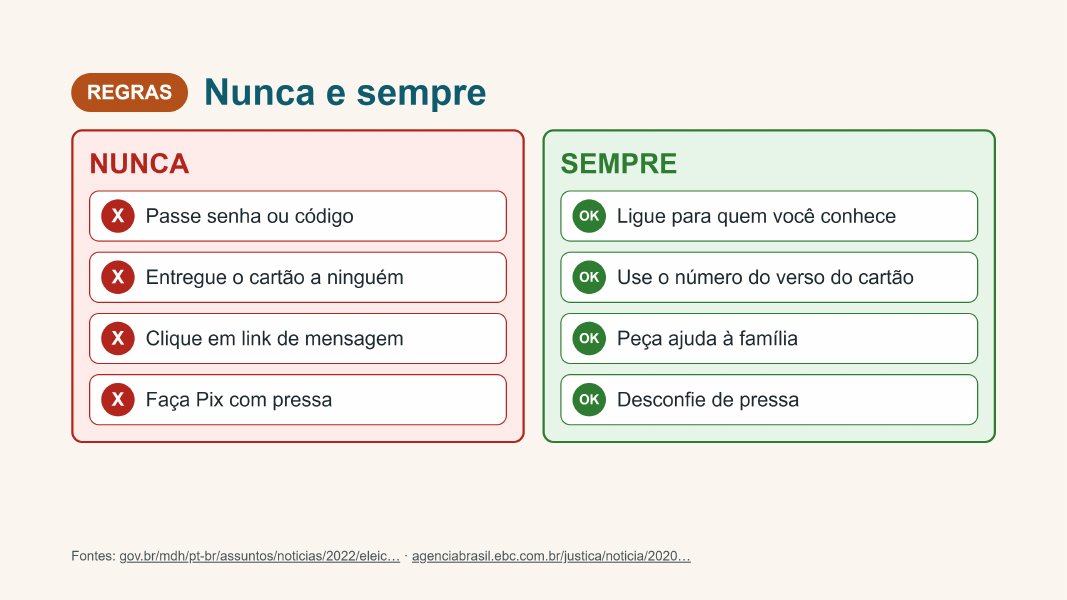 REGRAS Nunca e sempre
NUNCA
X Passe senha ou código
X Entregue o cartão a ninguém
X Clique em link de mensagem
X Faça Pix com pressa
SEMPRE
OK Ligue para quem você conhece
OK Use o número do verso do cartão
OK Peça ajuda à família
OK Desconfie de pressa
Fontes: gov.br/mdh/pt-br/assuntos/noticias/2022/eleic… · agenciabrasil.ebc.com.br/justica/noticia/2020…